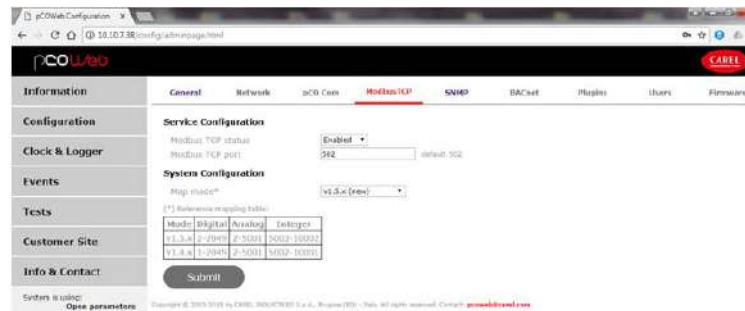 pCOWeb Configuration
10.10.7.38/config/adminpage.html
pCOWeb
CAREL
Information
General Network pCO Com ModbusTCP SNMP BACnet Plugins Users Firmware
Configuration
Service Configuration
Modbus TCP status Enabled
Modbus TCP port 502 default 502
Clock & Logger
System Configuration
Events
Map mode* v1.5.x (new)
(*) Reference mapping table:
Mode Digital Analog Integer
v1.5.x 2-2049 2-5001 5002-10002
v1.4.x 1-2049 2-5001 5002-10001
Tests
Customer Site
Info & Contact
Submit
System is using:
Open parameters